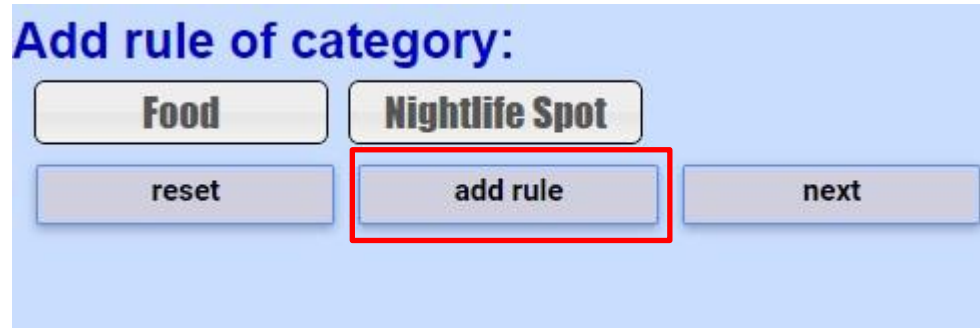 Add rule of category:
Food Nightlife Spot
reset add rule next